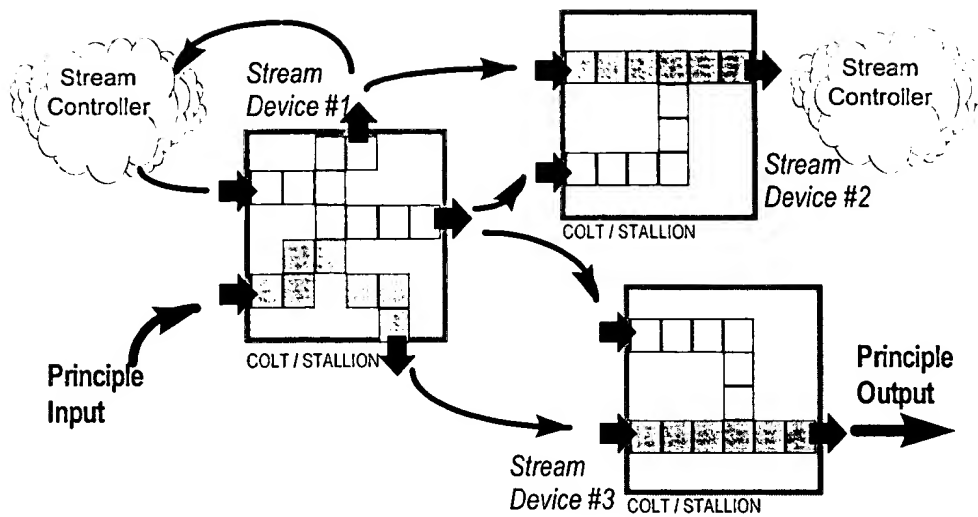 Stream
Controller
Stream
Device #1
Stream
Controller
Stream
Device #2
COLT / STALLION
COLT / STALLION
Principle
Input
Principle
Output
Stream
Device #3
COLT / STALLION